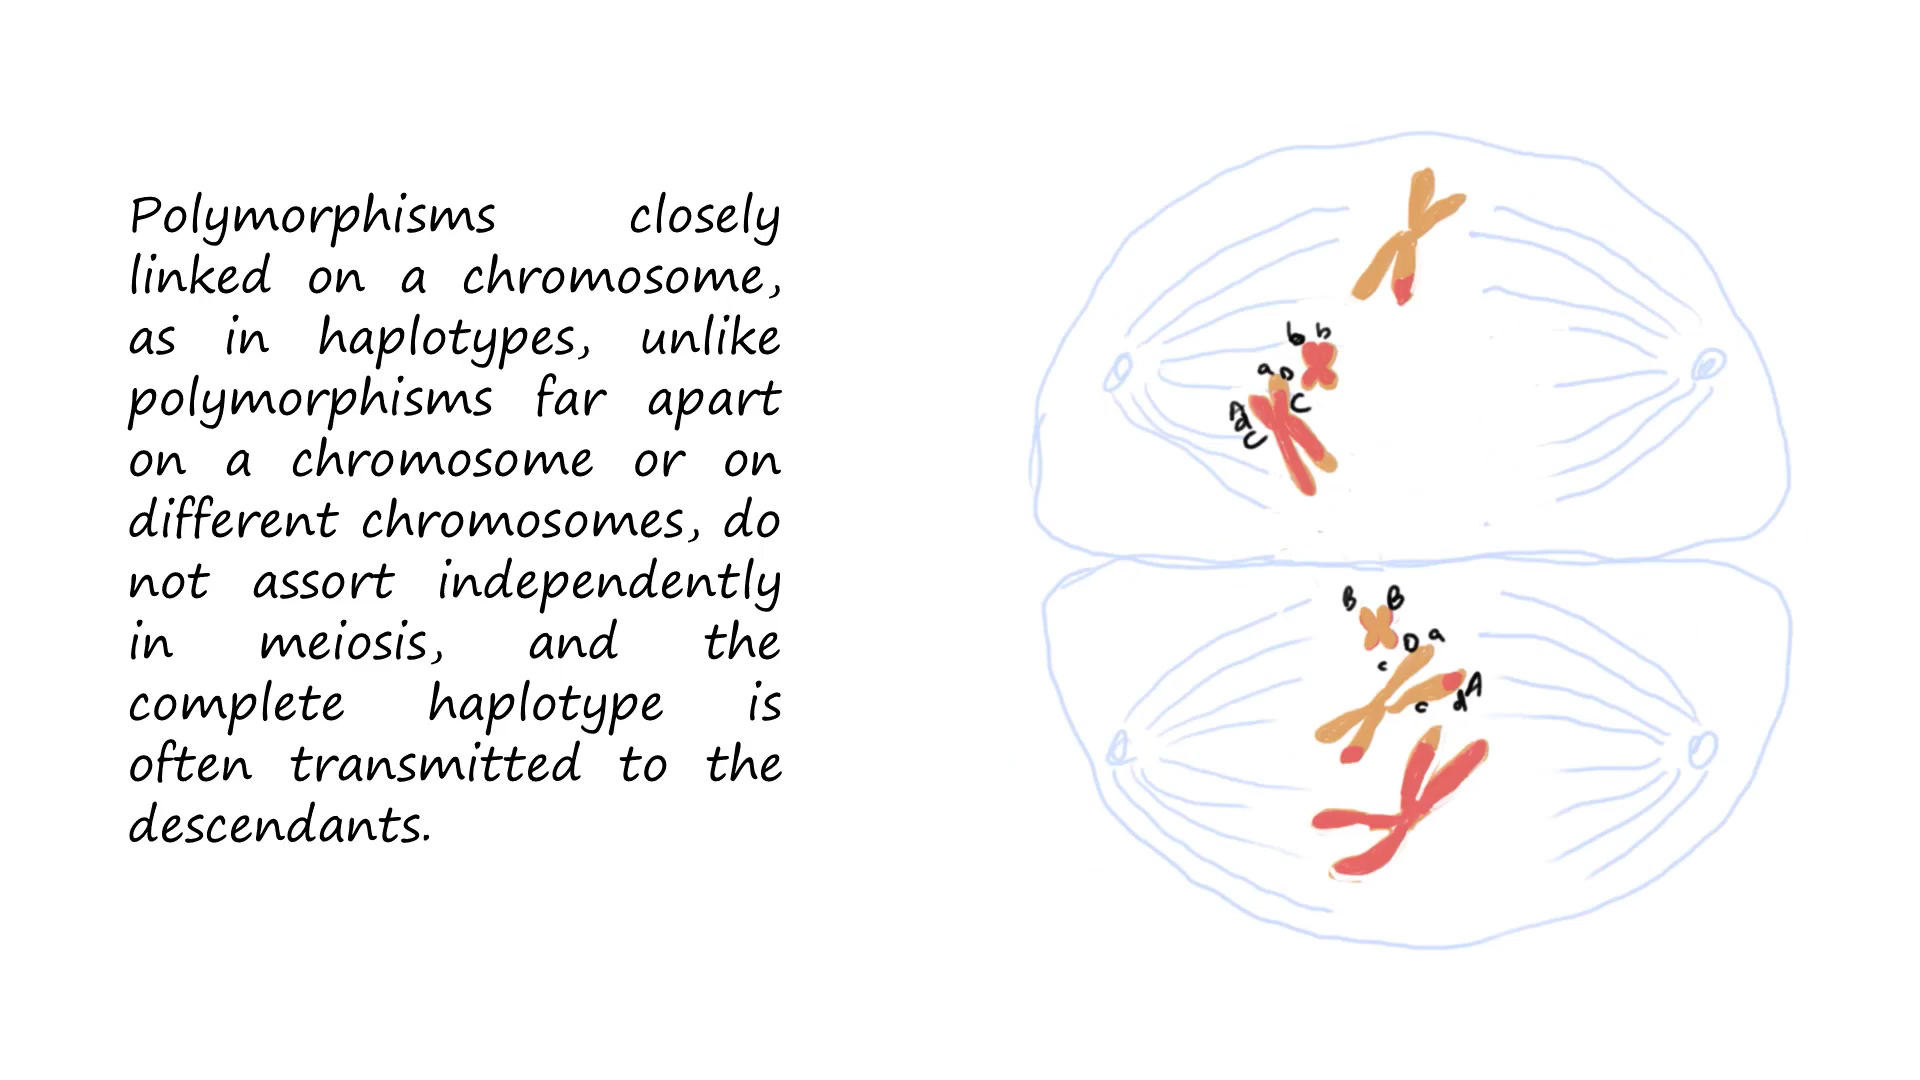 Polymorphisms closely
linked on a chromosome,
as in haplotypes, unlike
polymorphisms far apart
on a chromosome or on
different chromosomes, do
not assort independently
in meiosis, and the
complete haplotype is
often transmitted to the
descendants.
b b
a D
C
A
d
C
B B
D a
c
A
c d